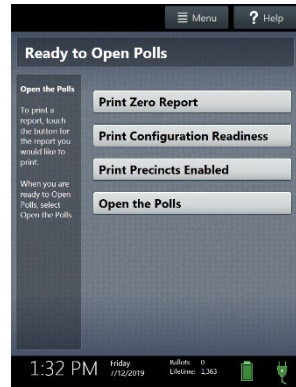 Menu
? Help
Ready to Open Polls
Open the Polls
To print a
report, touch
the button for
the report you
would like to
print.
When you are
ready to Open
Polls, select
Open the Polls
Print Zero Report
Print Configuration Readiness
Print Precincts Enabled
Open the Polls
1:32 PM
Friday
7/12/2019
Ballots: 0
Lifetime: 1,363